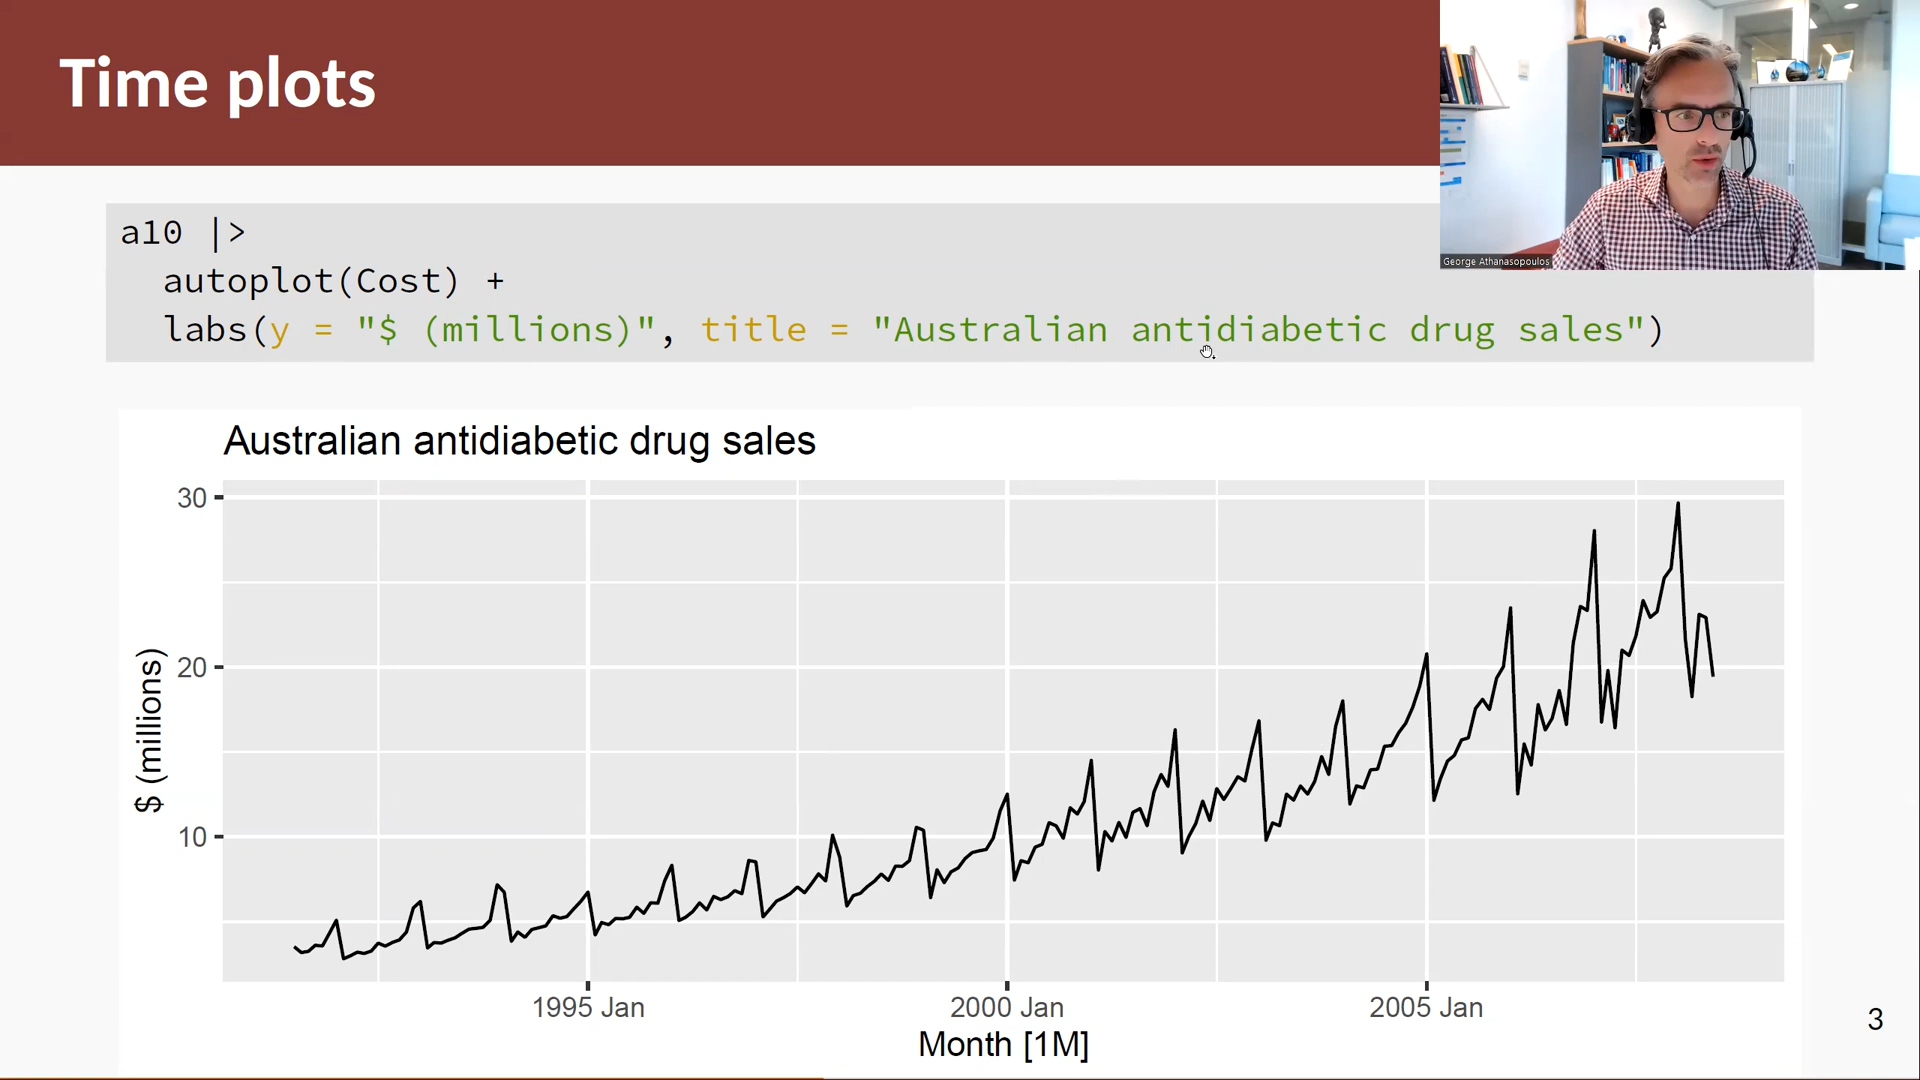 Time plots
George Athanasopoulos
a10 |>
autoplot(Cost) +
labs(y = "$ (millions)", title = "Australian antidiabetic drug sales")
Australian antidiabetic drug sales
30
20
10
$ (millions)
1995 Jan
2000 Jan
2005 Jan
Month [1M]
3